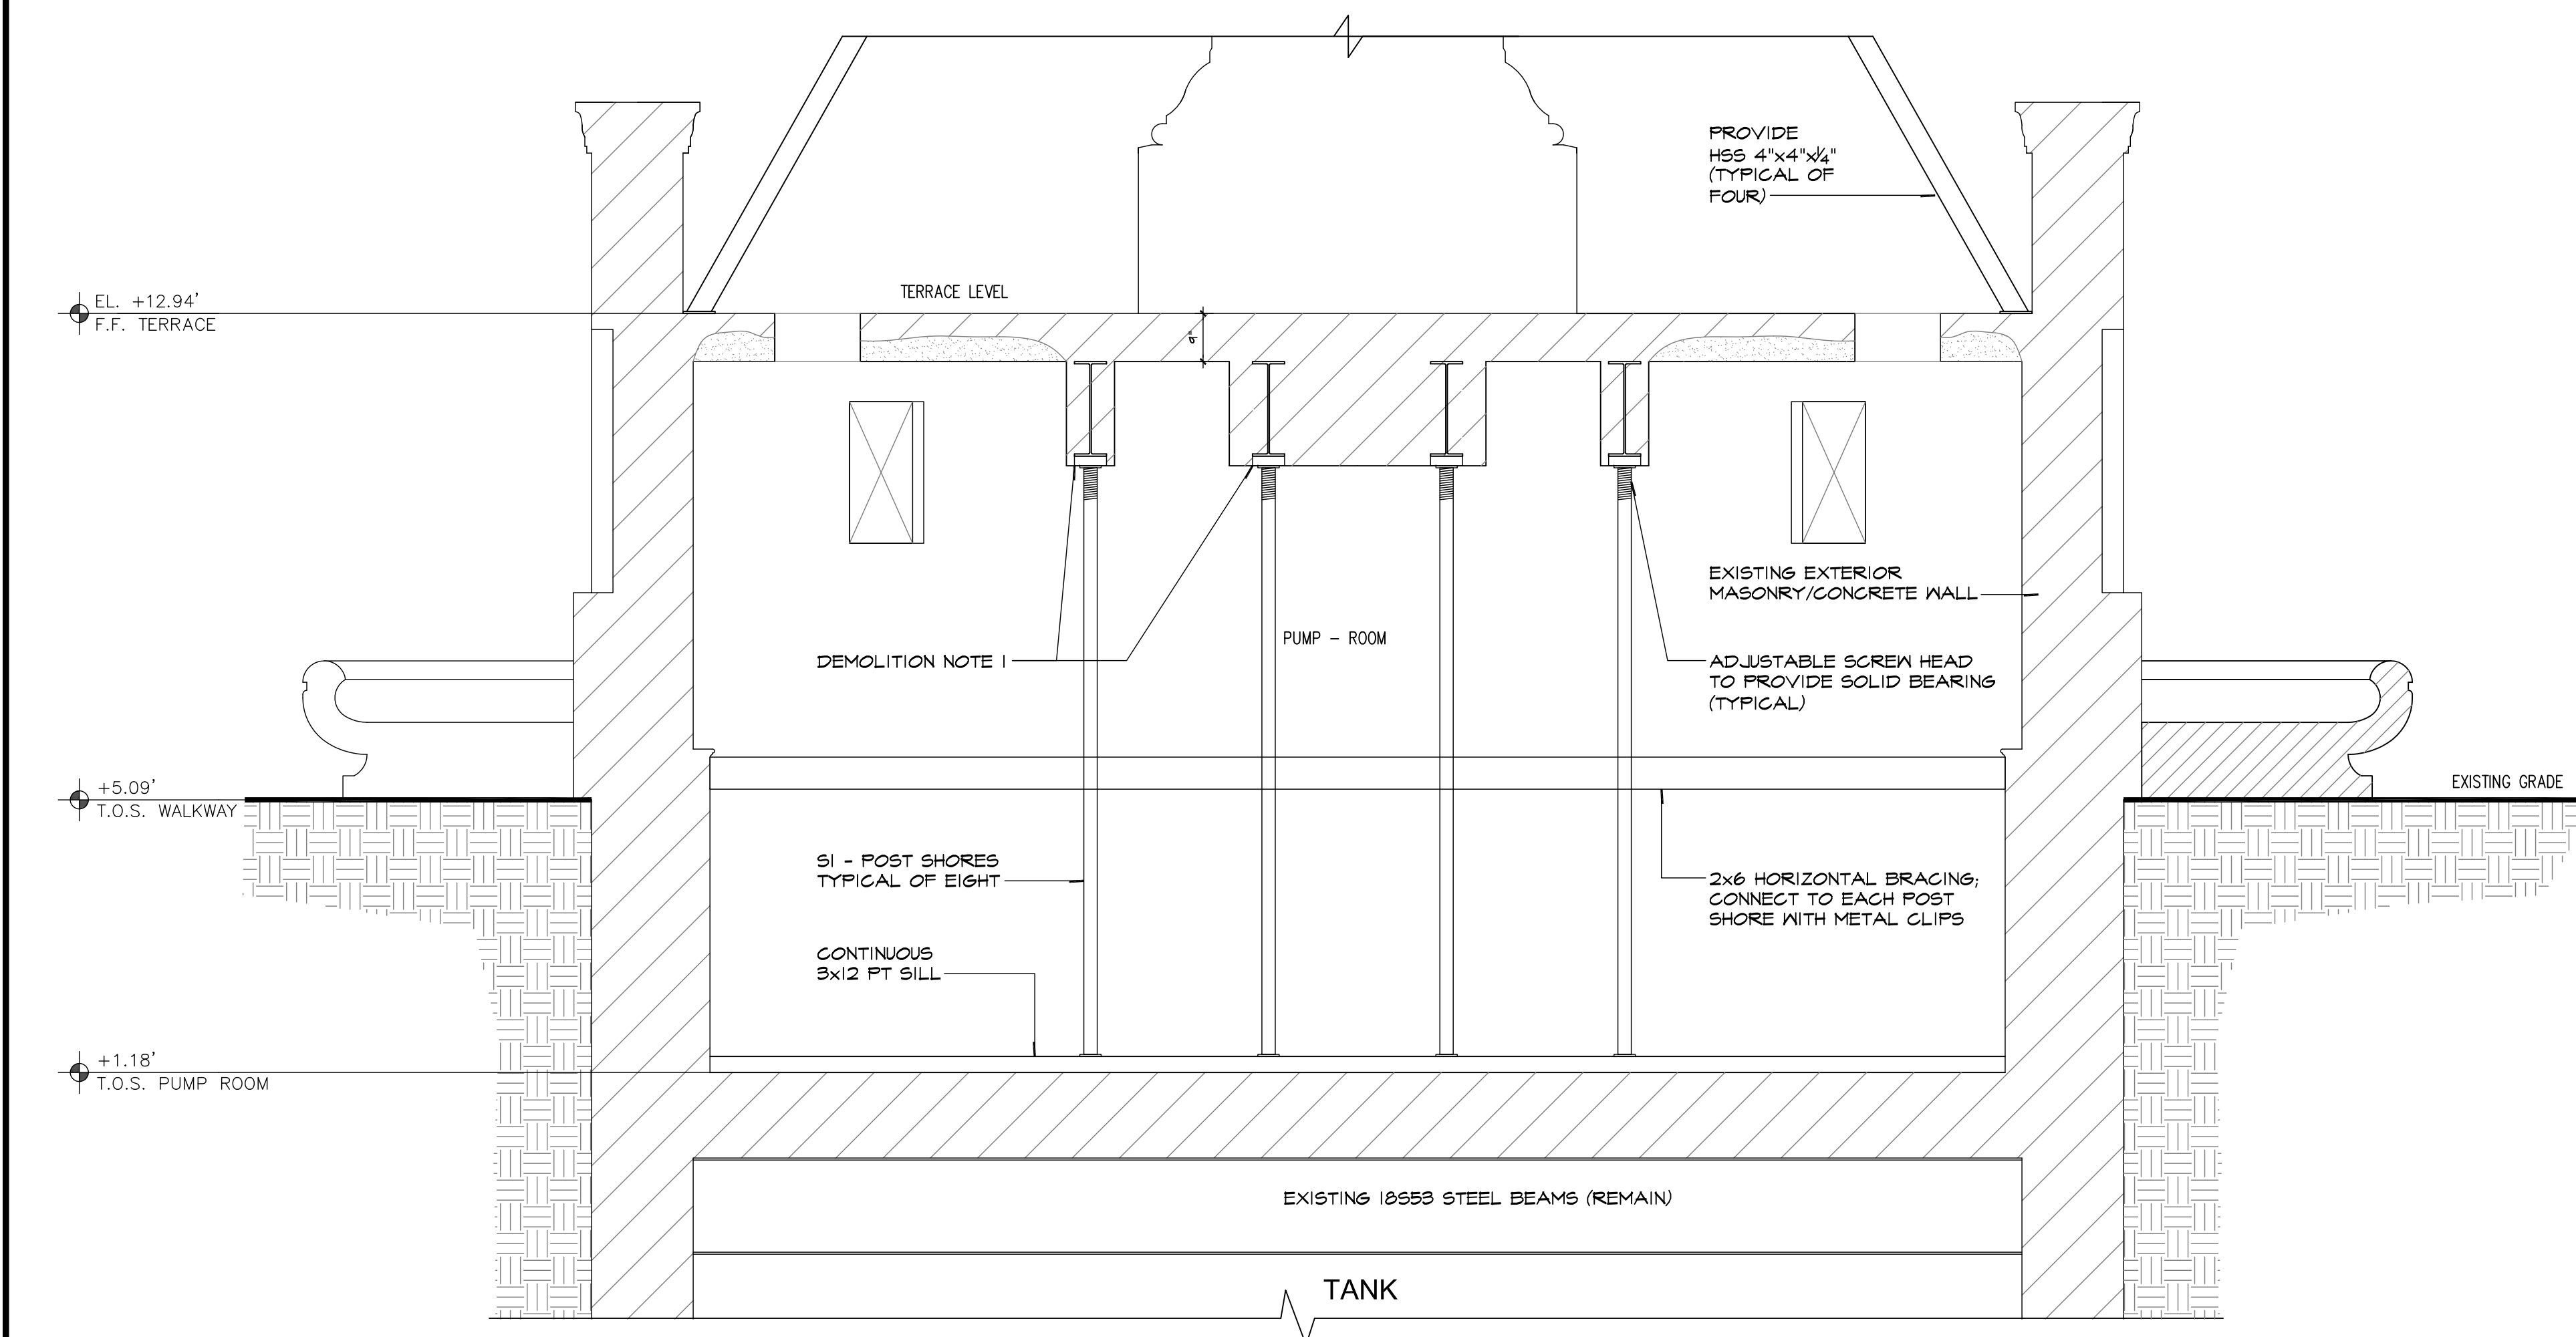 PROVIDE
HSS 4"x4"x1/4"
(TYPICAL OF
FOUR)
EL. +12.94'
F.F. TERRACE
TERRACE LEVEL
9"
EXISTING EXTERIOR
MASONRY/CONCRETE WALL
PUMP - ROOM
DEMOLITION NOTE 1
ADJUSTABLE SCREW HEAD
TO PROVIDE SOLID BEARING
(TYPICAL)
+5.09'
T.O.S. WALKWAY
EXISTING GRADE
S1 - POST SHORES
TYPICAL OF EIGHT
2x6 HORIZONTAL BRACING;
CONNECT TO EACH POST
SHORE WITH METAL CLIPS
CONTINUOUS
3x12 PT SILL
+1.18'
T.O.S. PUMP ROOM
EXISTING 18S53 STEEL BEAMS (REMAIN)
TANK